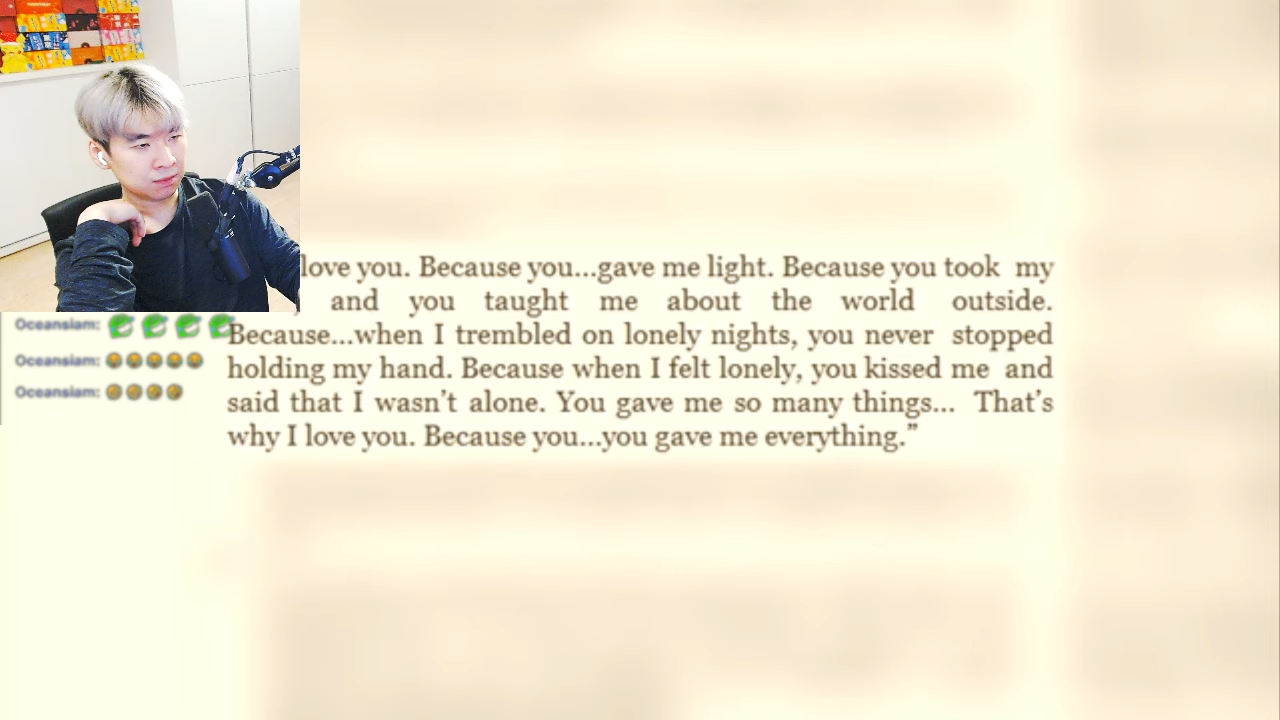 love you. Because you...gave me light. Because you took my
and you taught me about the world outside.
Oceansiam:
Because...when I trembled on lonely nights, you never stopped
Oceansiam:
holding my hand. Because when I felt lonely, you kissed me and
Oceansiam:
said that I wasn't alone. You gave me so many things... That's
why I love you. Because you...you gave me everything.”